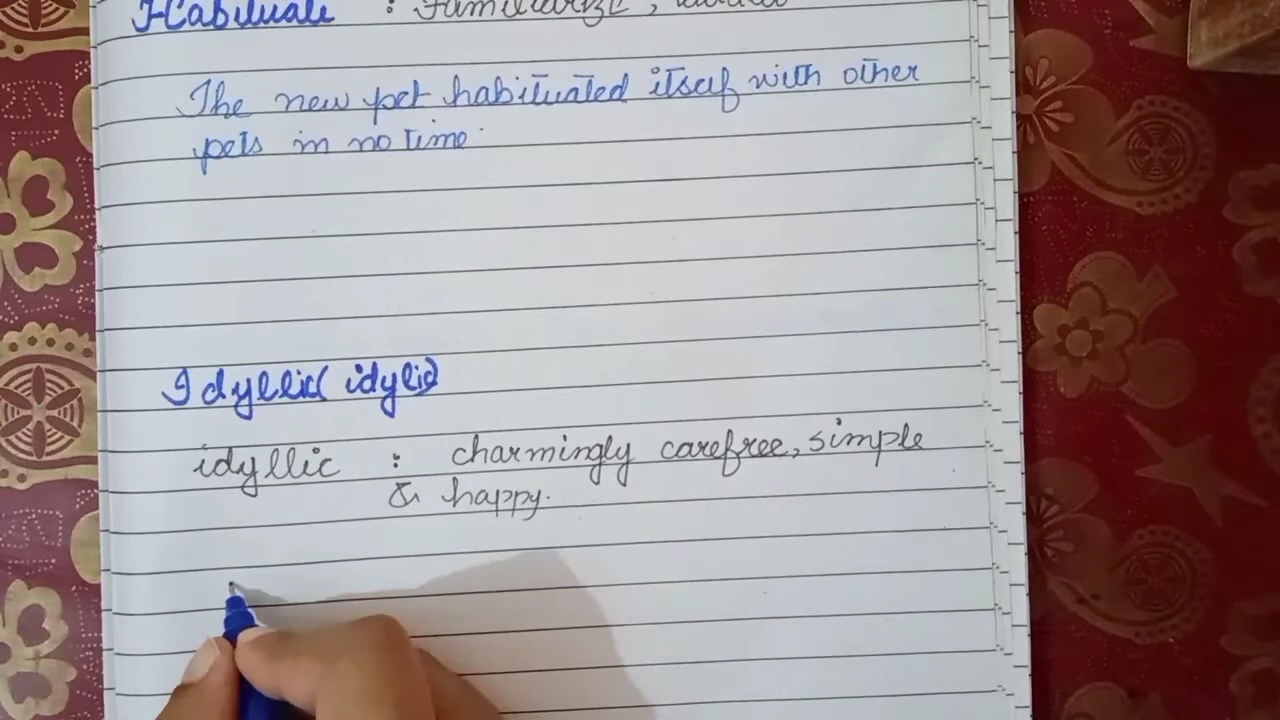 Habituate : Familiarize,
The new pet habituated itself with other
pets in no time.
Idyllic( idylic)
idyllic : charmingly carefree, simple
& happy.